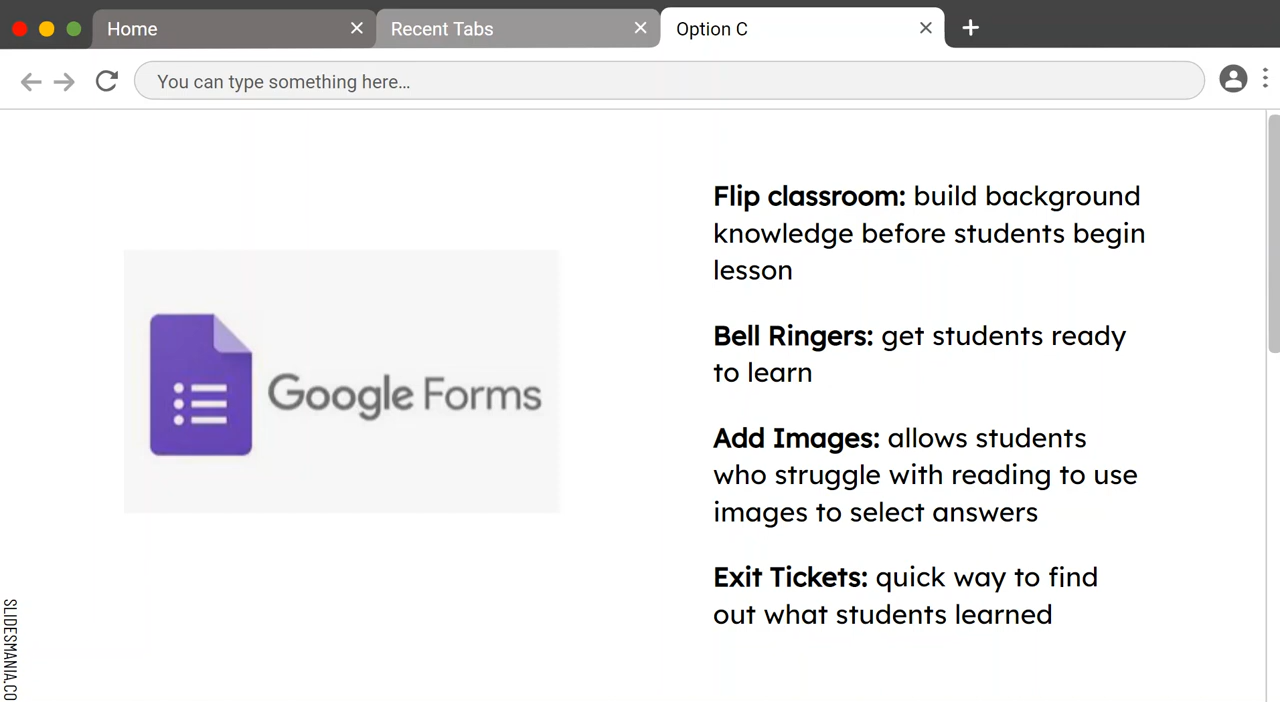 Home
Recent Tabs
Option C
You can type something here...
Google Forms
Flip classroom: build background
knowledge before students begin
lesson
Bell Ringers: get students ready
to learn
Add Images: allows students
who struggle with reading to use
images to select answers
Exit Tickets: quick way to find
out what students learned
SLIDESMANIA.CO